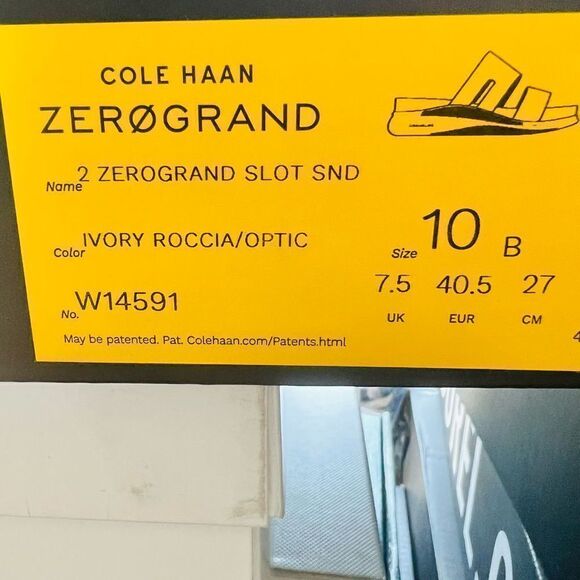 COLE HAAN
ZERØGRAND
Name 2 ZEROGRAND SLOT SND
Color IVORY ROCCIA/OPTIC
Size 10 B
No. W14591
7.5 40.5 27
UK EUR CM
May be patented. Pat. Colehaan.com/Patents.html
4